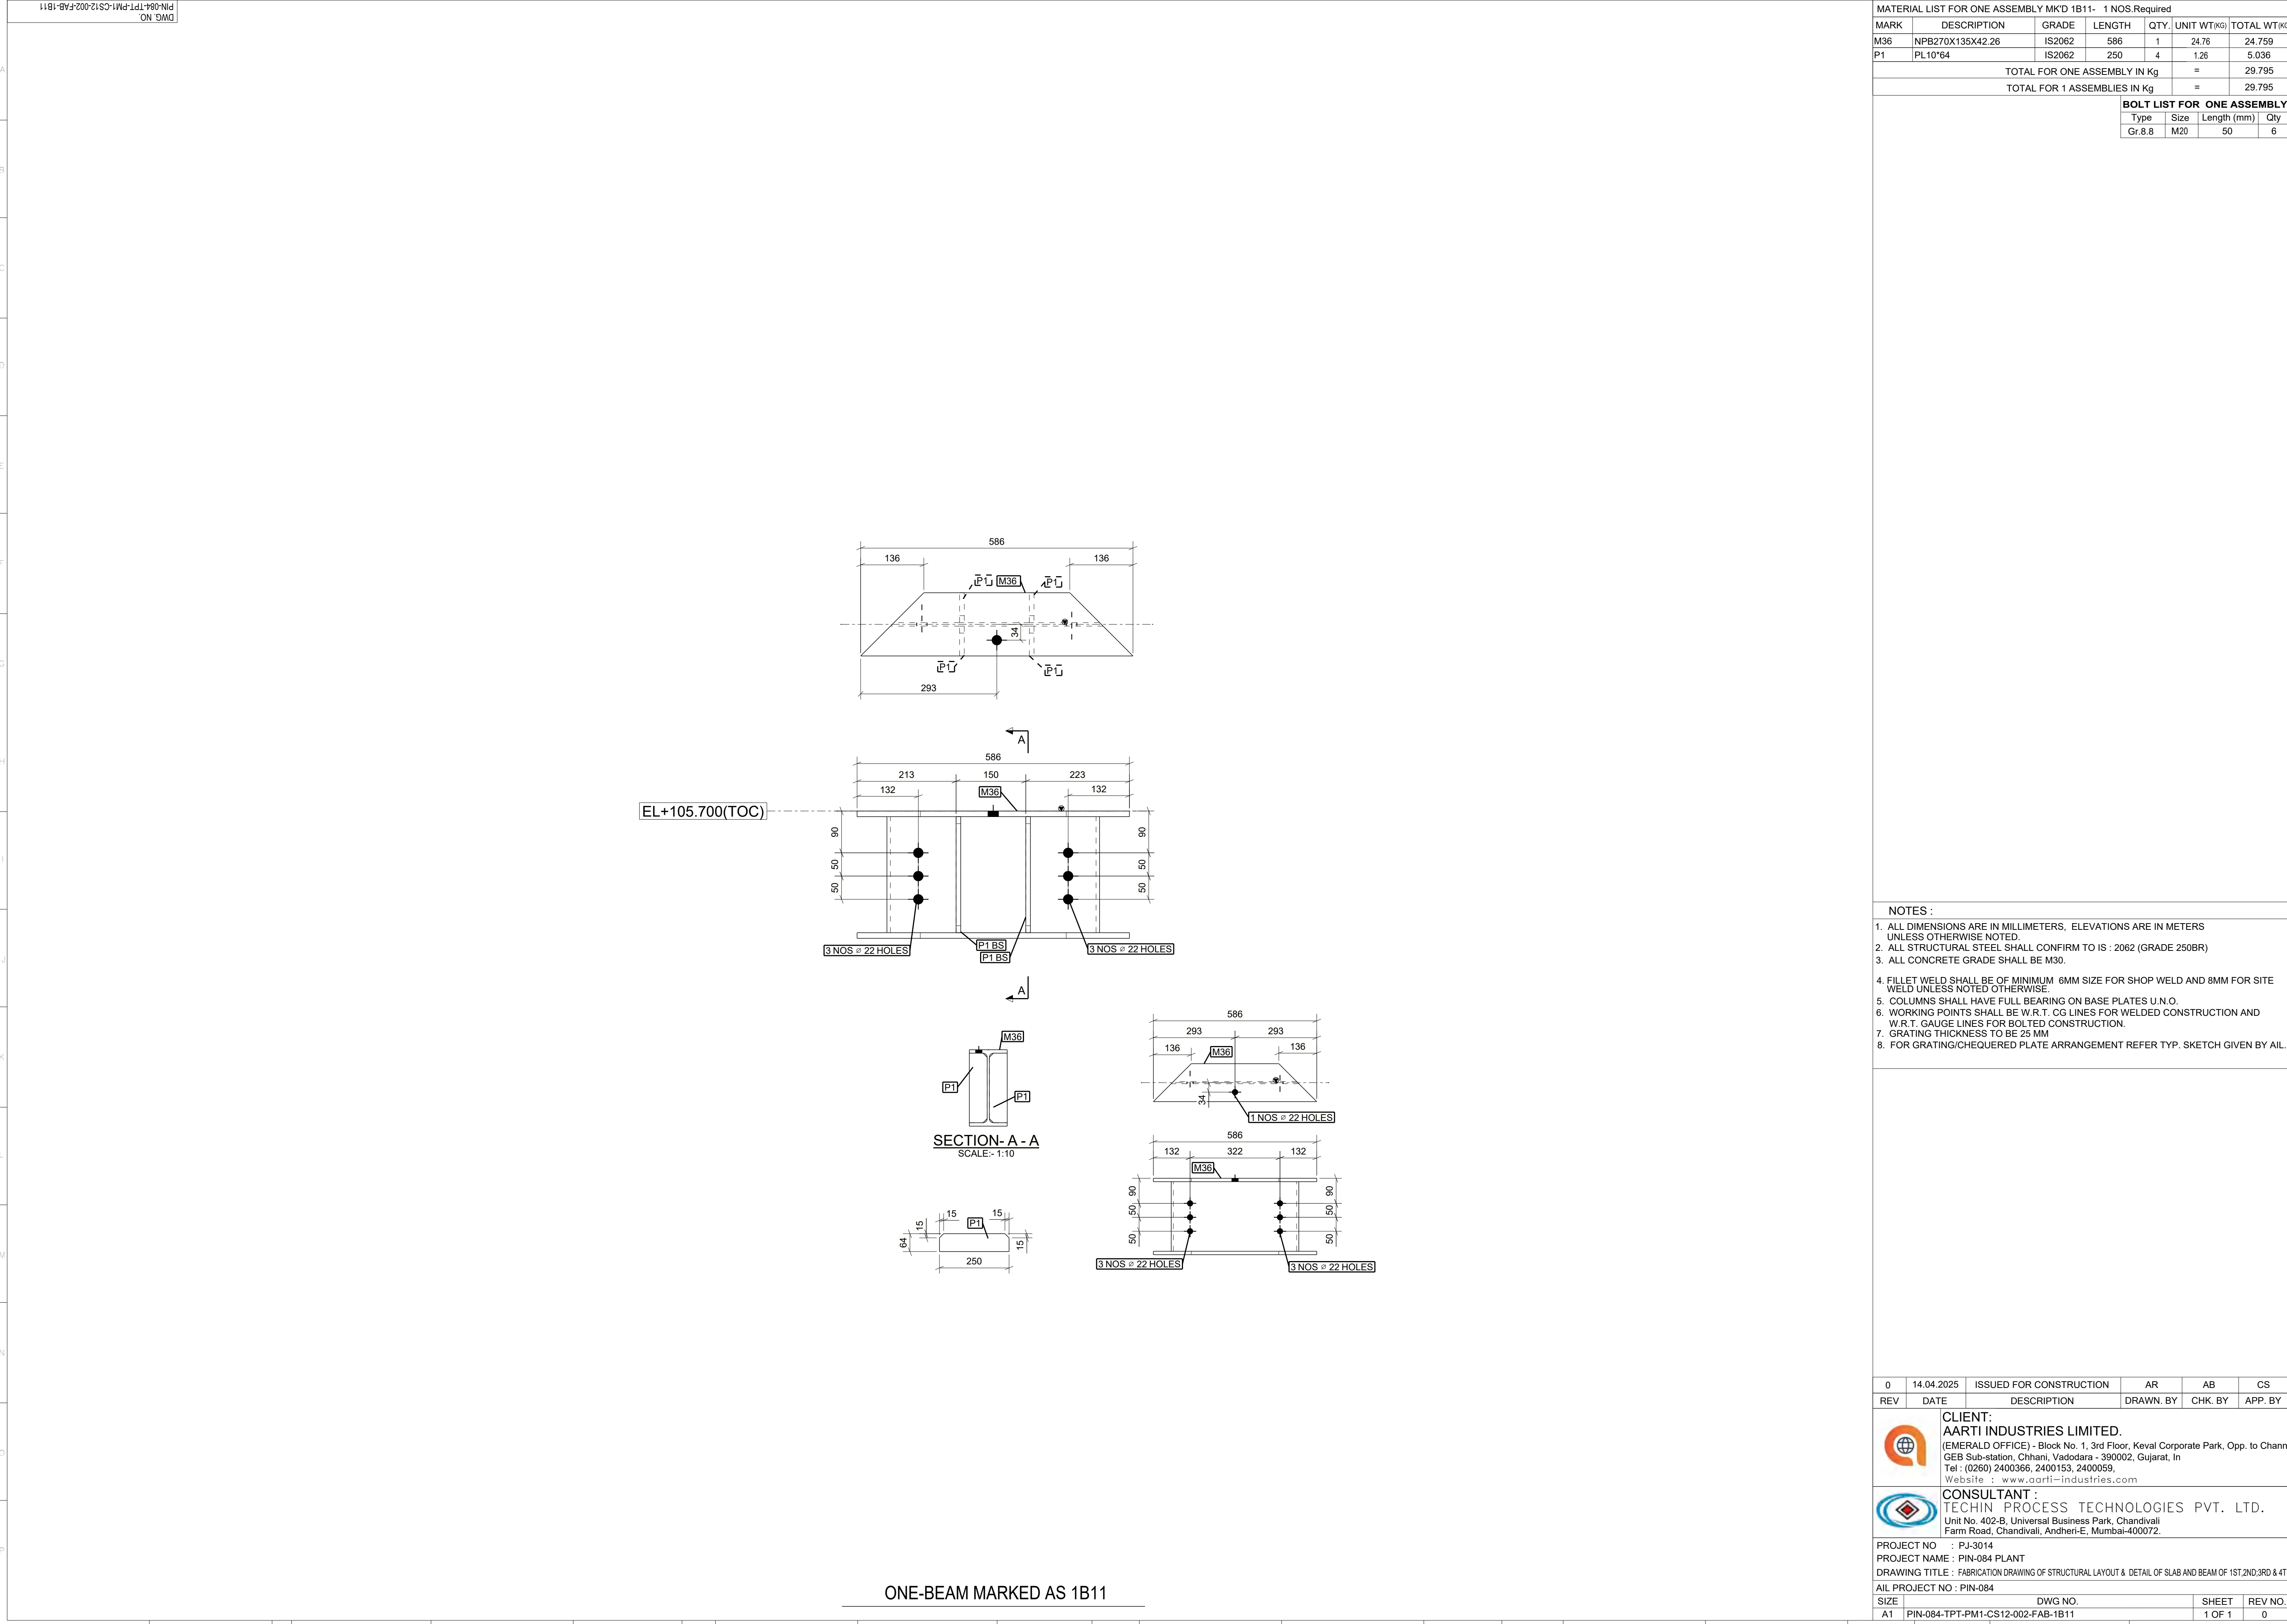 DWG. NO.
PIN-084-TPT-PM1-CS12-002-FAB-1B11
MATERIAL LIST FOR ONE ASSEMBLY MK'D 1B11- 1 NOS.Required
MARK DESCRIPTION GRADE LENGTH QTY. UNIT WT(KG) TOTAL WT(KG
M36 NPB270X135X42.26 IS2062 586 1 24.76 24.759
P1 PL10*64 IS2062 250 4 1.26 5.036
TOTAL FOR ONE ASSEMBLY IN Kg = 29.795
TOTAL FOR 1 ASSEMBLIES IN Kg = 29.795
BOLT LIST FOR ONE ASSEMBLY
Type Size Length (mm) Qty
Gr.8.8 M20 50 6
586
136 136
P1 M36 P1
34
P1 P1
293
A
586
213 150 223
132 M36 132
EL+105.700(TOC)
90 90
50 50
50 50
3 NOS ⌀ 22 HOLES P1 BS 3 NOS ⌀ 22 HOLES
P1 BS
A
M36
P1
P1
SECTION- A - A
SCALE:- 1:10
586
293 293
136 M36 136
34
1 NOS ⌀ 22 HOLES
586
132 322 132
M36
90 90
50 50
50 50
3 NOS ⌀ 22 HOLES 3 NOS ⌀ 22 HOLES
15 15
15 P1
64 15
250
ONE-BEAM MARKED AS 1B11
NOTES :
1. ALL DIMENSIONS ARE IN MILLIMETERS, ELEVATIONS ARE IN METERS
UNLESS OTHERWISE NOTED.
2. ALL STRUCTURAL STEEL SHALL CONFIRM TO IS : 2062 (GRADE 250BR)
3. ALL CONCRETE GRADE SHALL BE M30.
4. FILLET WELD SHALL BE OF MINIMUM 6MM SIZE FOR SHOP WELD AND 8MM FOR SITE
WELD UNLESS NOTED OTHERWISE.
5. COLUMNS SHALL HAVE FULL BEARING ON BASE PLATES U.N.O.
6. WORKING POINTS SHALL BE W.R.T. CG LINES FOR WELDED CONSTRUCTION AND
W.R.T. GAUGE LINES FOR BOLTED CONSTRUCTION.
7. GRATING THICKNESS TO BE 25 MM
8. FOR GRATING/CHEQUERED PLATE ARRANGEMENT REFER TYP. SKETCH GIVEN BY AIL.
0 14.04.2025 ISSUED FOR CONSTRUCTION AR AB CS
REV DATE DESCRIPTION DRAWN. BY CHK. BY APP. BY
CLIENT:
AARTI INDUSTRIES LIMITED.
(EMERALD OFFICE) - Block No. 1, 3rd Floor, Keval Corporate Park, Opp. to Chann
GEB Sub-station, Chhani, Vadodara - 390002, Gujarat, In
Tel : (0260) 2400366, 2400153, 2400059,
Website : www.aarti-industries.com
CONSULTANT :
TECHIN PROCESS TECHNOLOGIES PVT. LTD.
Unit No. 402-B, Universal Business Park, Chandivali
Farm Road, Chandivali, Andheri-E, Mumbai-400072.
PROJECT NO : PJ-3014
PROJECT NAME : PIN-084 PLANT
DRAWING TITLE : FABRICATION DRAWING OF STRUCTURAL LAYOUT & DETAIL OF SLAB AND BEAM OF 1ST,2ND;3RD & 4T
AIL PROJECT NO : PIN-084
SIZE DWG NO. SHEET REV NO.
A1 PIN-084-TPT-PM1-CS12-002-FAB-1B11 1 OF 1 0